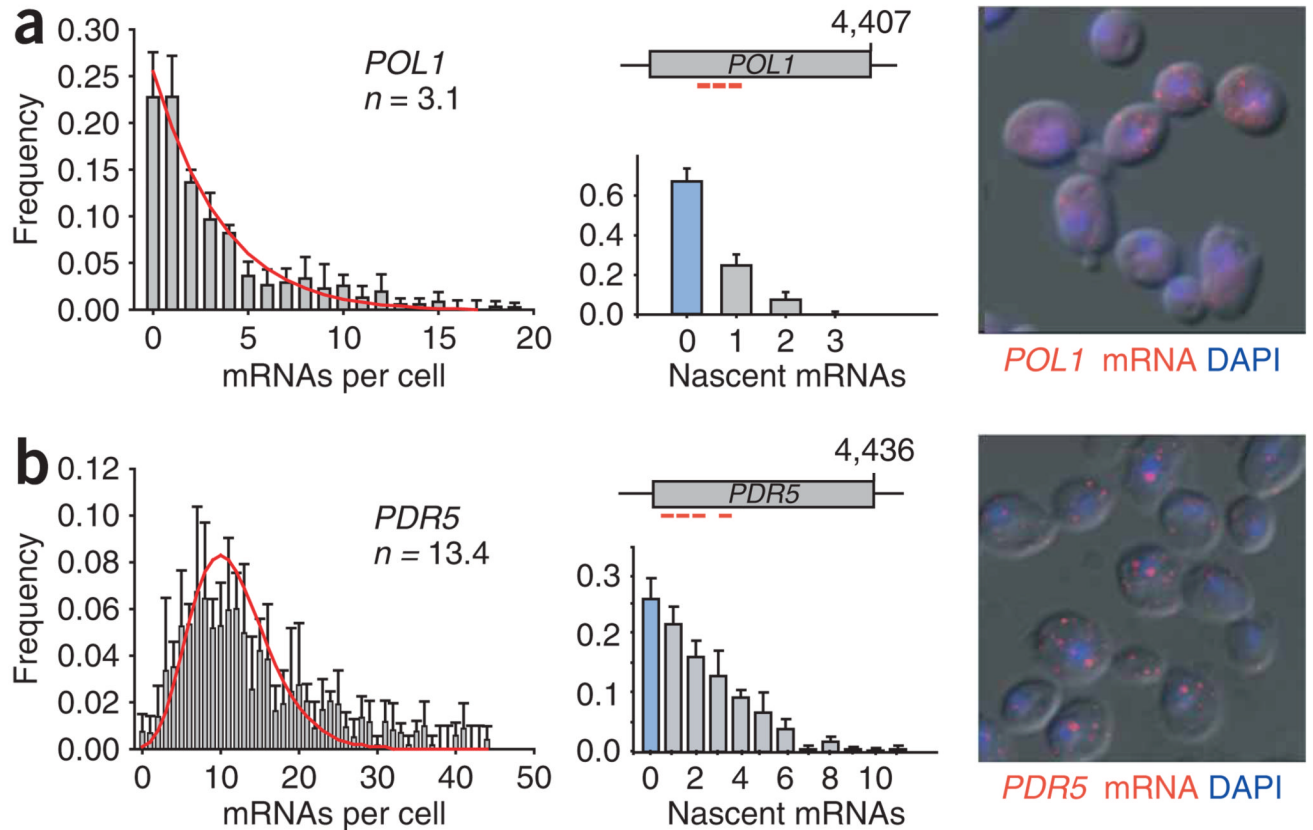 a
0.30
0.25
0.20
0.15
0.10
0.05
0.00
Frequency
POL1
n = 3.1
0 5 10 15 20
mRNAs per cell
4,407
POL1
0.6
0.4
0.2
0.0
0 1 2 3
Nascent mRNAs
POL1 mRNA DAPI
b
0.12
0.10
0.08
0.06
0.04
0.02
0.00
Frequency
PDR5
n = 13.4
0 10 20 30 40 50
mRNAs per cell
4,436
PDR5
0.3
0.2
0.1
0.0
0 2 4 6 8 10
Nascent mRNAs
PDR5 mRNA DAPI